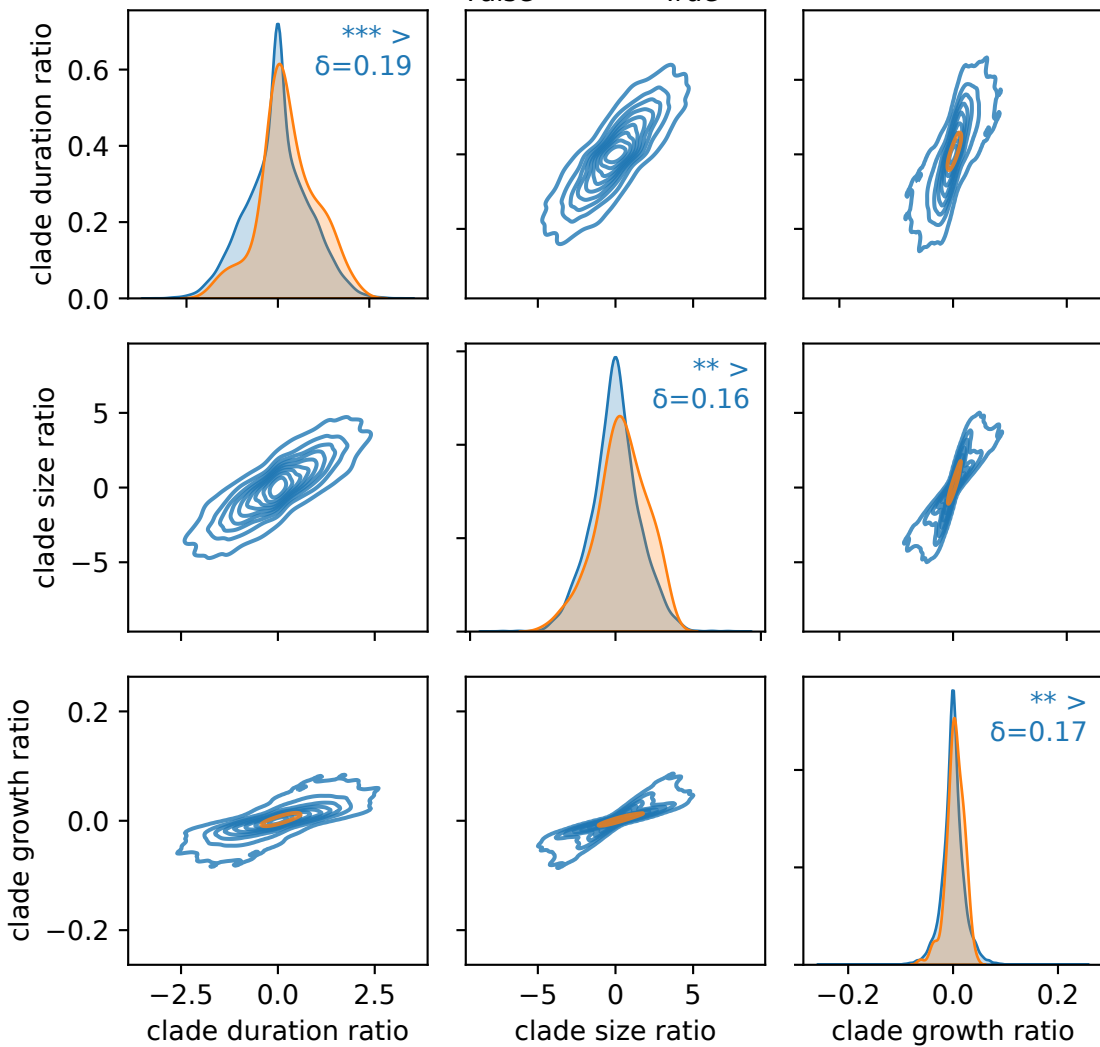 clade duration ratio
0.6
0.4
0.2
0.0
*** >
δ=0.19
clade size ratio
5
0
−5
** >
δ=0.16
clade growth ratio
0.2
0.0
−0.2
** >
δ=0.17
−2.5 0.0 2.5
−5 0 5
−0.2 0.0 0.2
clade duration ratio
clade size ratio
clade growth ratio